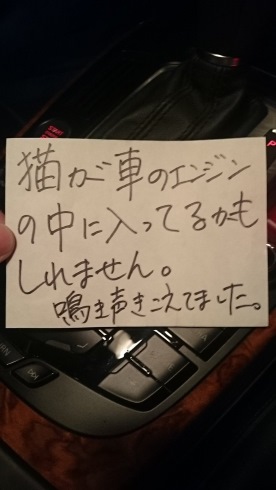 猫が車のエンジン
の中に入ってるかも
しれません。
鳴き声きこえてました。